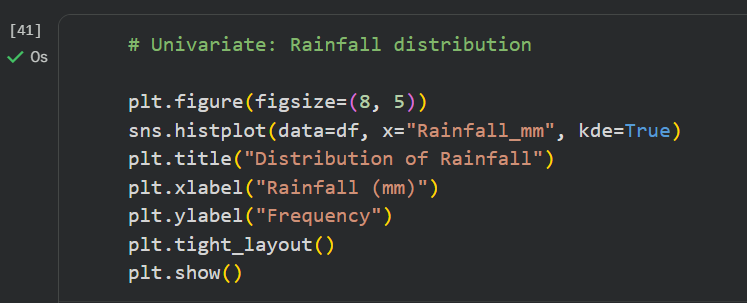 [41]
0s
# Univariate: Rainfall distribution
plt.figure(figsize=(8, 5))
sns.histplot(data=df, x="Rainfall_mm", kde=True)
plt.title("Distribution of Rainfall")
plt.xlabel("Rainfall (mm)")
plt.ylabel("Frequency")
plt.tight_layout()
plt.show()